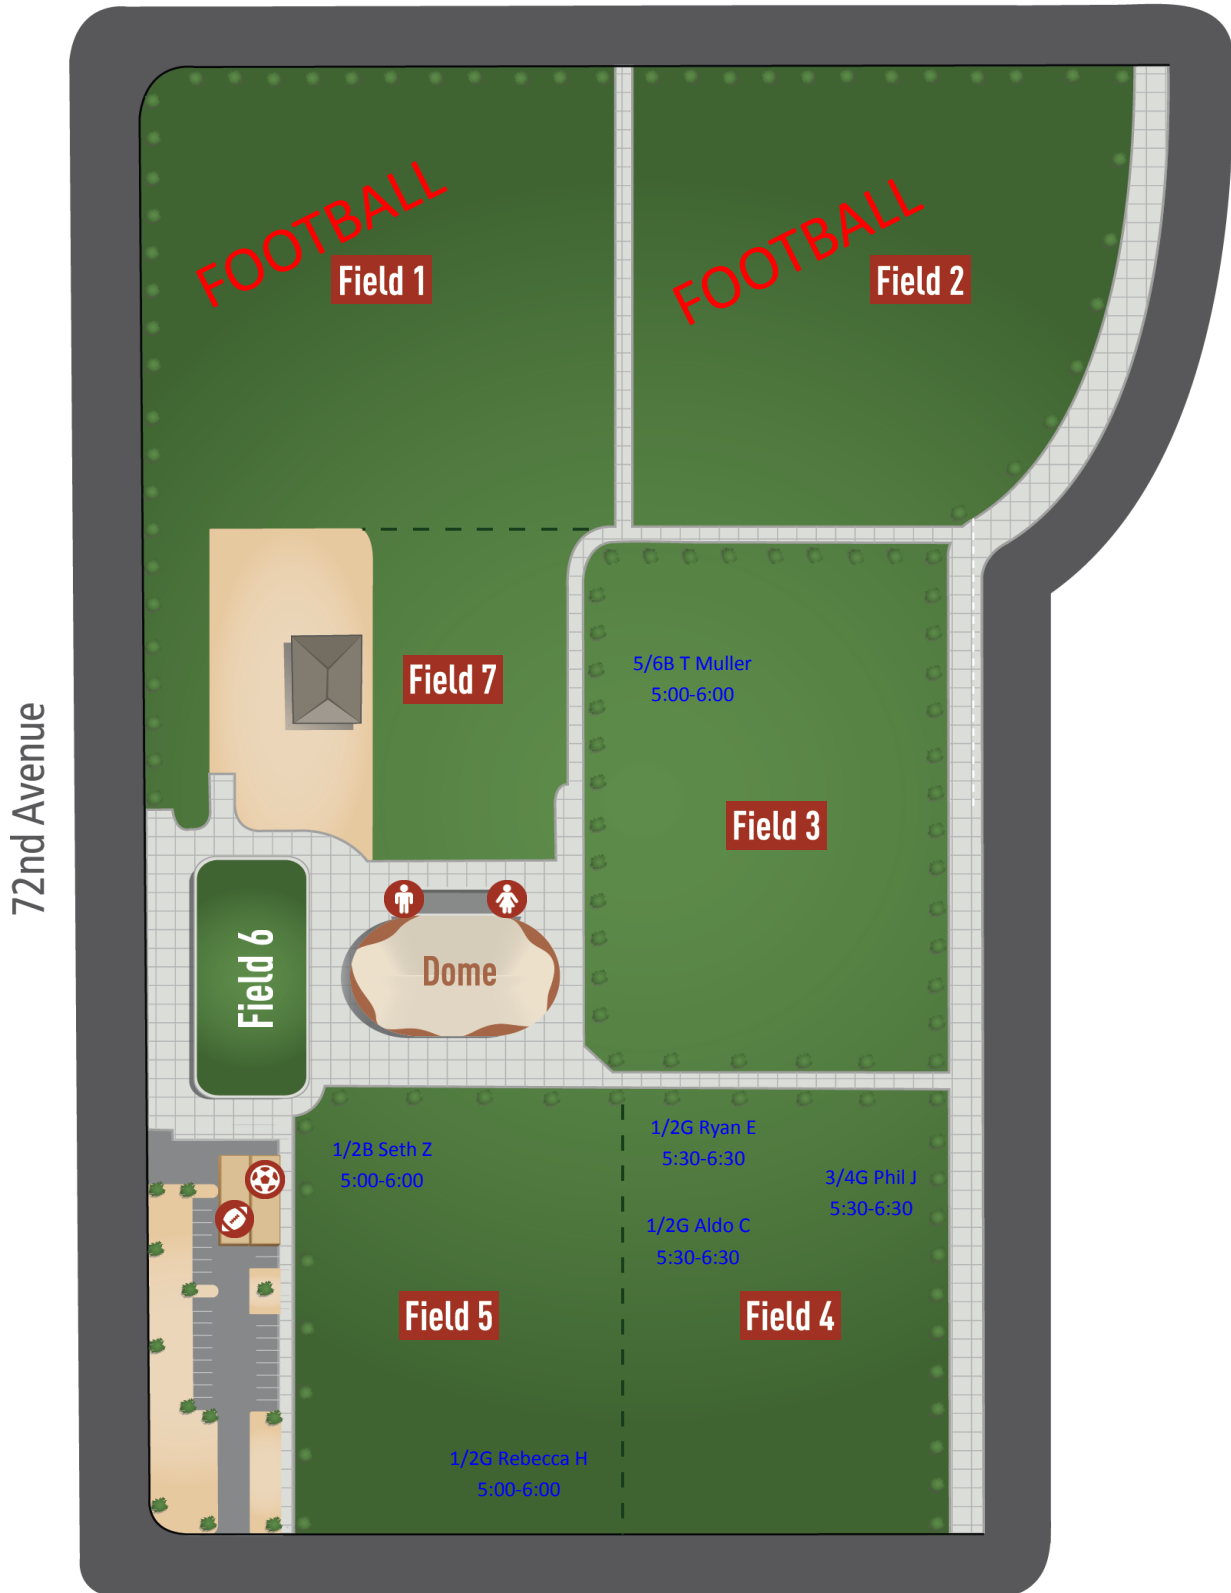 FOOTBALL
Field 1
FOOTBALL
Field 2
5/6B T Muller
5:00-6:00
Field 7
72nd Avenue
Field 3
Field 6
Dome
1/2B Seth Z
5:00-6:00
1/2G Ryan E
5:30-6:30
3/4G Phil J
5:30-6:30
1/2G Aldo C
5:30-6:30
Field 5
Field 4
1/2G Rebecca H
5:00-6:00